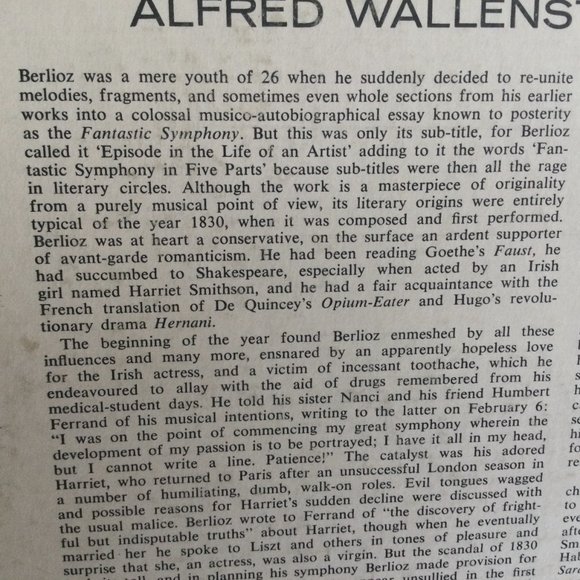 ALFRED WALLENS
Berlioz was a mere youth of 26 when he suddenly decided to re-unite
melodies, fragments, and sometimes even whole sections from his earlier
works into a colossal musico-autobiographical essay known to posterity
as the Fantastic Symphony. But this was only its sub-title, for Berlioz
called it ‘Episode in the Life of an Artist’ adding to it the words ‘Fan-
tastic Symphony in Five Parts’ because sub-titles were then all the rage
in literary circles. Although the work is a masterpiece of originality
from a purely musical point of view, its literary origins were entirely
typical of the year 1830, when it was composed and first performed.
Berlioz was at heart a conservative, on the surface an ardent supporter
of avant-garde romanticism. He had been reading Goethe’s Faust, he
had succumbed to Shakespeare, especially when acted by an Irish
girl named Harriet Smithson, and he had a fair acquaintance with the
French translation of De Quincey’s Opium-Eater and Hugo’s revolu-
tionary drama Hernani.
The beginning of the year found Berlioz enmeshed by all these
influences and many more, ensnared by an apparently hopeless love
for the Irish actress, and a victim of incessant toothache, which he
endeavoured to allay with the aid of drugs remembered from his
medical-student days. He told his sister Nanci and his friend Humbert
Ferrand of his musical intentions, writing to the latter on February 6:
“I was on the point of commencing my great symphony wherein the
development of my passion is to be portrayed; I have it all in my head,
but I cannot write a line. Patience!” The catalyst was his adored
Harriet, who returned to Paris after an unsuccessful London season in
a number of humiliating, dumb, walk-on roles. Evil tongues wagged
and possible reasons for Harriet’s sudden decline were discussed with
the usual malice. Berlioz wrote to Ferrand of “the discovery of fright-
ful but indisputable truths” about Harriet, though when he eventually
married her he spoke to Liszt and others in tones of pleasure and
surprise that she, an actress, was also a virgin. But the scandal of 1830
and in planning his symphony Berlioz made provision for
appear unsullied in the first